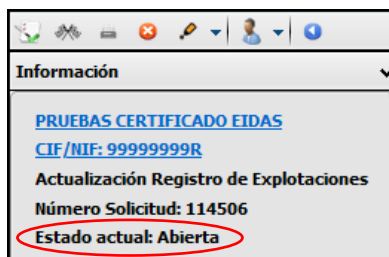 Información
PRUEBAS CERTIFICADO EIDAS
CIF/NIF: 99999999R
Actualización Registro de Explotaciones
Número Solicitud: 114506
Estado actual: Abierta